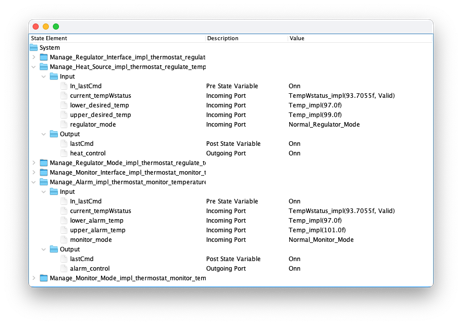 State Element Description Value
System
Manage_Regulator_Interface_impl_thermostat_regulat
Manage_Heat_Source_impl_thermostat_regulate_temp
Input
In_lastCmd Pre State Variable Onn
current_tempWstatus Incoming Port TempWstatus_impl(93.7055f, Valid)
lower_desired_temp Incoming Port Temp_impl(97.0f)
upper_desired_temp Incoming Port Temp_impl(99.0f)
regulator_mode Incoming Port Normal_Regulator_Mode
Output
lastCmd Post State Variable Onn
heat_control Outgoing Port Onn
Manage_Regulator_Mode_impl_thermostat_regulate_te
Manage_Monitor_Interface_impl_thermostat_monitor_t
Manage_Alarm_impl_thermostat_monitor_temperature
Input
In_lastCmd Pre State Variable Onn
current_tempWstatus Incoming Port TempWstatus_impl(93.7055f, Valid)
lower_alarm_temp Incoming Port Temp_impl(97.0f)
upper_alarm_temp Incoming Port Temp_impl(101.0f)
monitor_mode Incoming Port Normal_Monitor_Mode
Output
lastCmd Post State Variable Onn
alarm_control Outgoing Port Onn
Manage_Monitor_Mode_impl_thermostat_monitor_tem